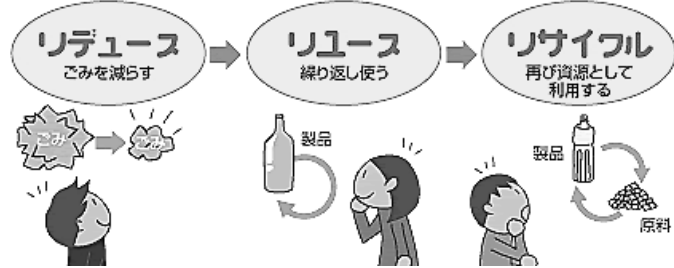 リデュース
ごみを減らす
リユース
繰り返し使う
リサイクル
再び資源として
利用する
ごみ
ごみ
製品
製品
原料